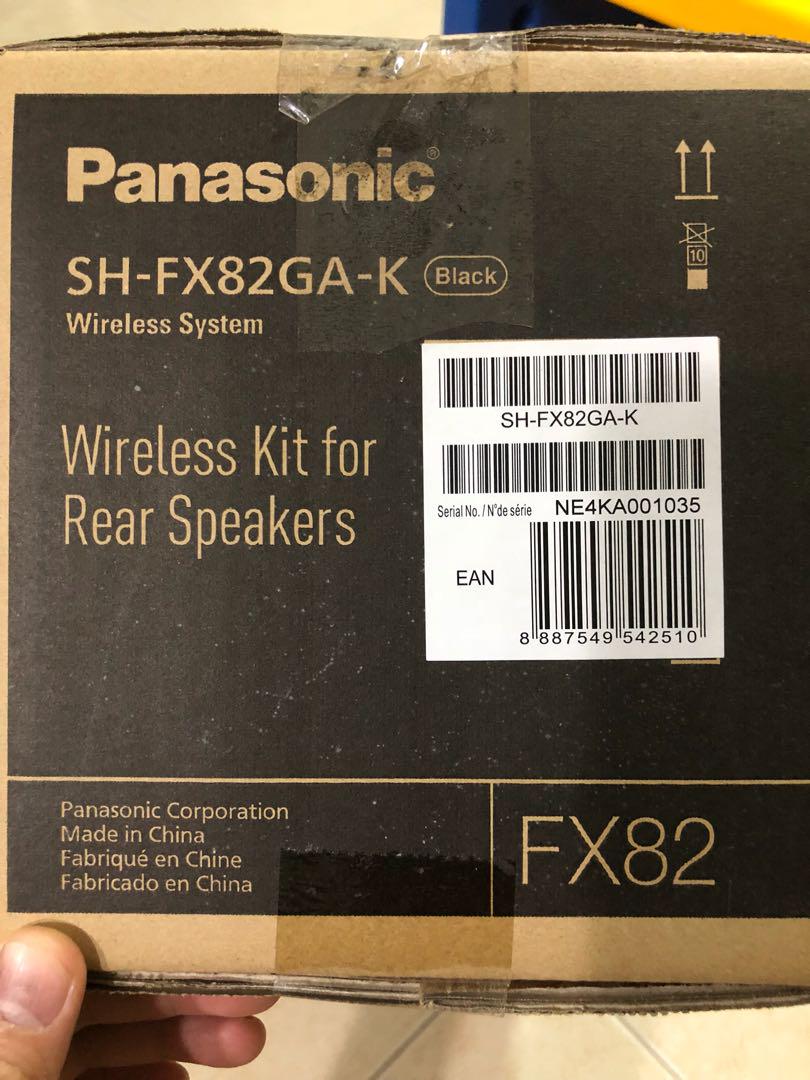 Panasonic®
SH-FX82GA-K Black
Wireless System
Wireless Kit for
Rear Speakers
10
SH-FX82GA-K
Serial No. / N°de série NE4KA001035
EAN
8 887549 542510
Panasonic Corporation
Made in China
Fabriqué en Chine
Fabricado en China
FX82